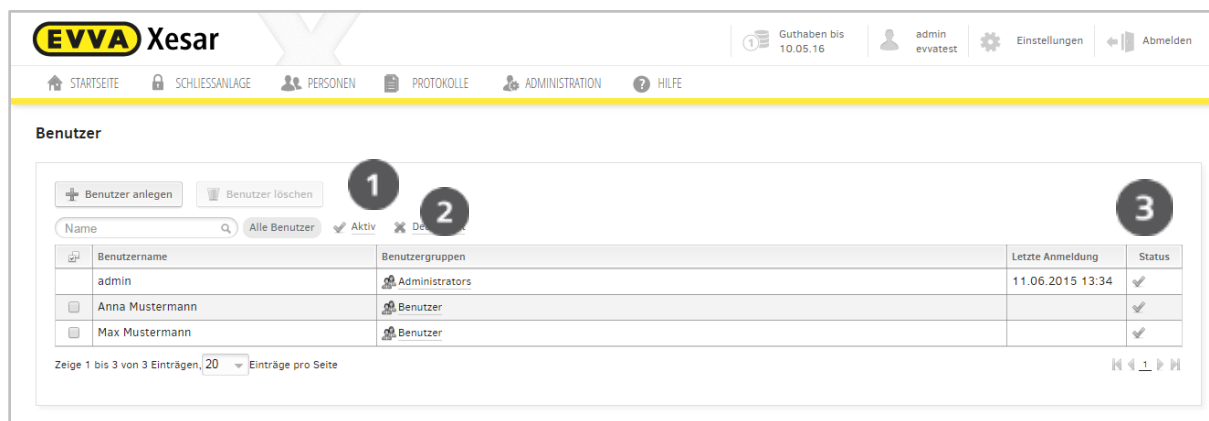 EVVA Xesar
Guthaben bis
10.05.16
admin
evvatest
Einstellungen
Abmelden
STARTSEITE SCHLIESSANLAGE PERSONEN PROTOKOLLE ADMINISTRATION HILFE
Benutzer
Benutzer anlegen Benutzer löschen 1 2 3
Name Alle Benutzer Aktiv
Benutzername Benutzergruppen Letzte Anmeldung Status
admin Administrators 11.06.2015 13:34
Anna Mustermann Benutzer
Max Mustermann Benutzer
Zeige 1 bis 3 von 3 Einträgen, 20 Einträge pro Seite 1